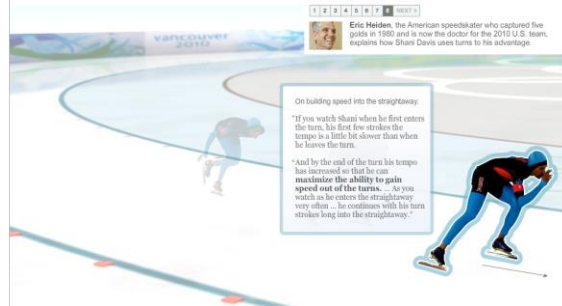 1 2 3 4 5 6 7 8 NEXT >
Eric Heiden, the American speedskater who captured five
golds in 1980 and is now the doctor for the 2010 U.S. team,
explains how Shani Davis uses turns to his advantage.
vancouver
2010
On building speed into the straightaway:
"If you watch Shani when he first enters
the turn, his first few strokes the
tempo is a little bit slower than when
he leaves the turn.
"And by the end of the turn his tempo
has increased so that he can
maximize the ability to gain
speed out of the turns. ... As you
watch as he enters the straightaway
very often ... he continues with his turn
strokes long into the straightaway."